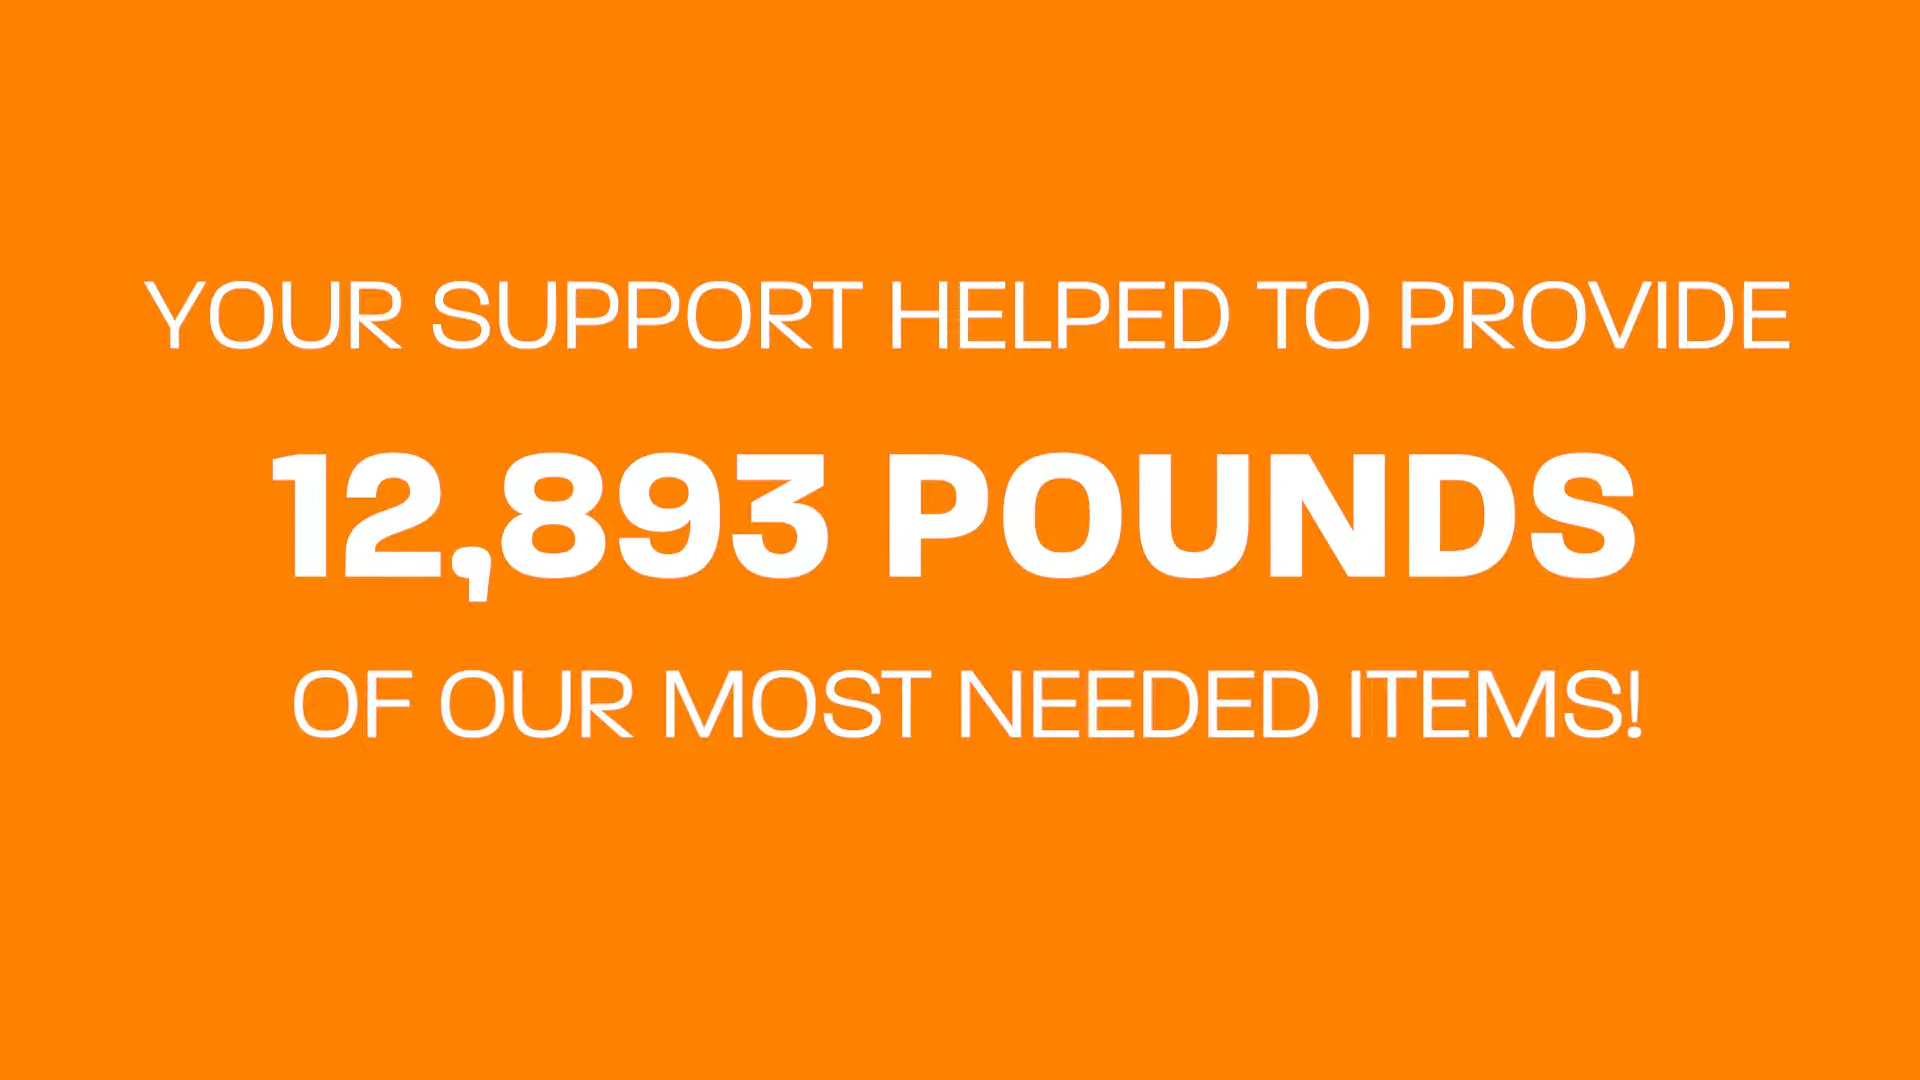 YOUR SUPPORT HELPED TO PROVIDE
12,893 POUNDS
OF OUR MOST NEEDED ITEMS!